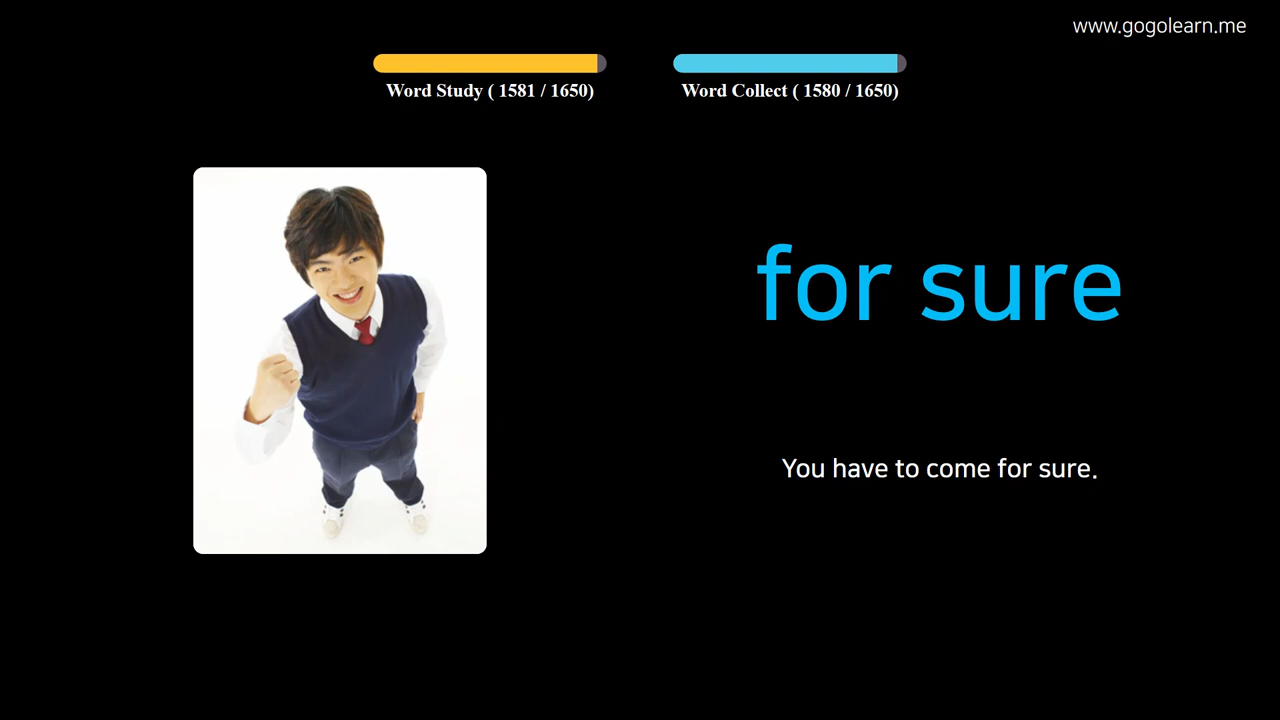 www.gogolearn.me
Word Study ( 1581 / 1650)
Word Collect ( 1580 / 1650)
for sure
You have to come for sure.